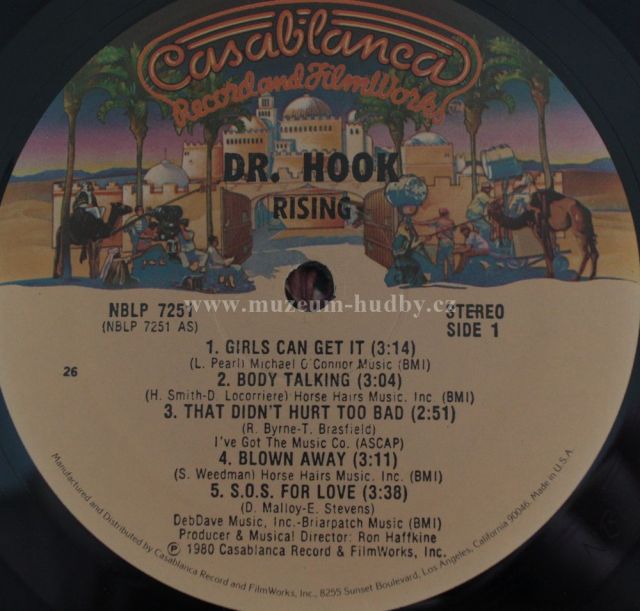 Casablanca
Record and FilmWorks
DR. HOOK
RISING
NBLP 7251
(NBLP 7251 AS)
www.muzeum-hudby.cz
STEREO
SIDE 1
26
1. GIRLS CAN GET IT (3:14)
(L. Pearl) Michael O'Connor Music (BMI)
2. BODY TALKING (3:04)
(H. Smith-D. Locorriere) Horse Hairs Music. Inc. (BMI)
3. THAT DIDN'T HURT TOO BAD (2:51)
(R. Byrne-T. Brasfield)
I've Got The Music Co. (ASCAP)
4. BLOWN AWAY (3:11)
(S. Weedman) Horse Hairs Music. Inc. (BMI)
5. S.O.S. FOR LOVE (3:38)
(D. Malloy-E. Stevens)
DebDave Music, Inc.-Briarpatch Music (BMI)
Producer & Musical Director: Ron Haffkine
℗ 1980 Casablanca Record & FilmWorks, Inc.
Manufactured and Distributed by Casablanca Record and FilmWorks, Inc., 8255 Sunset Boulevard, Los Angeles, California 90046. Made in U.S.A.